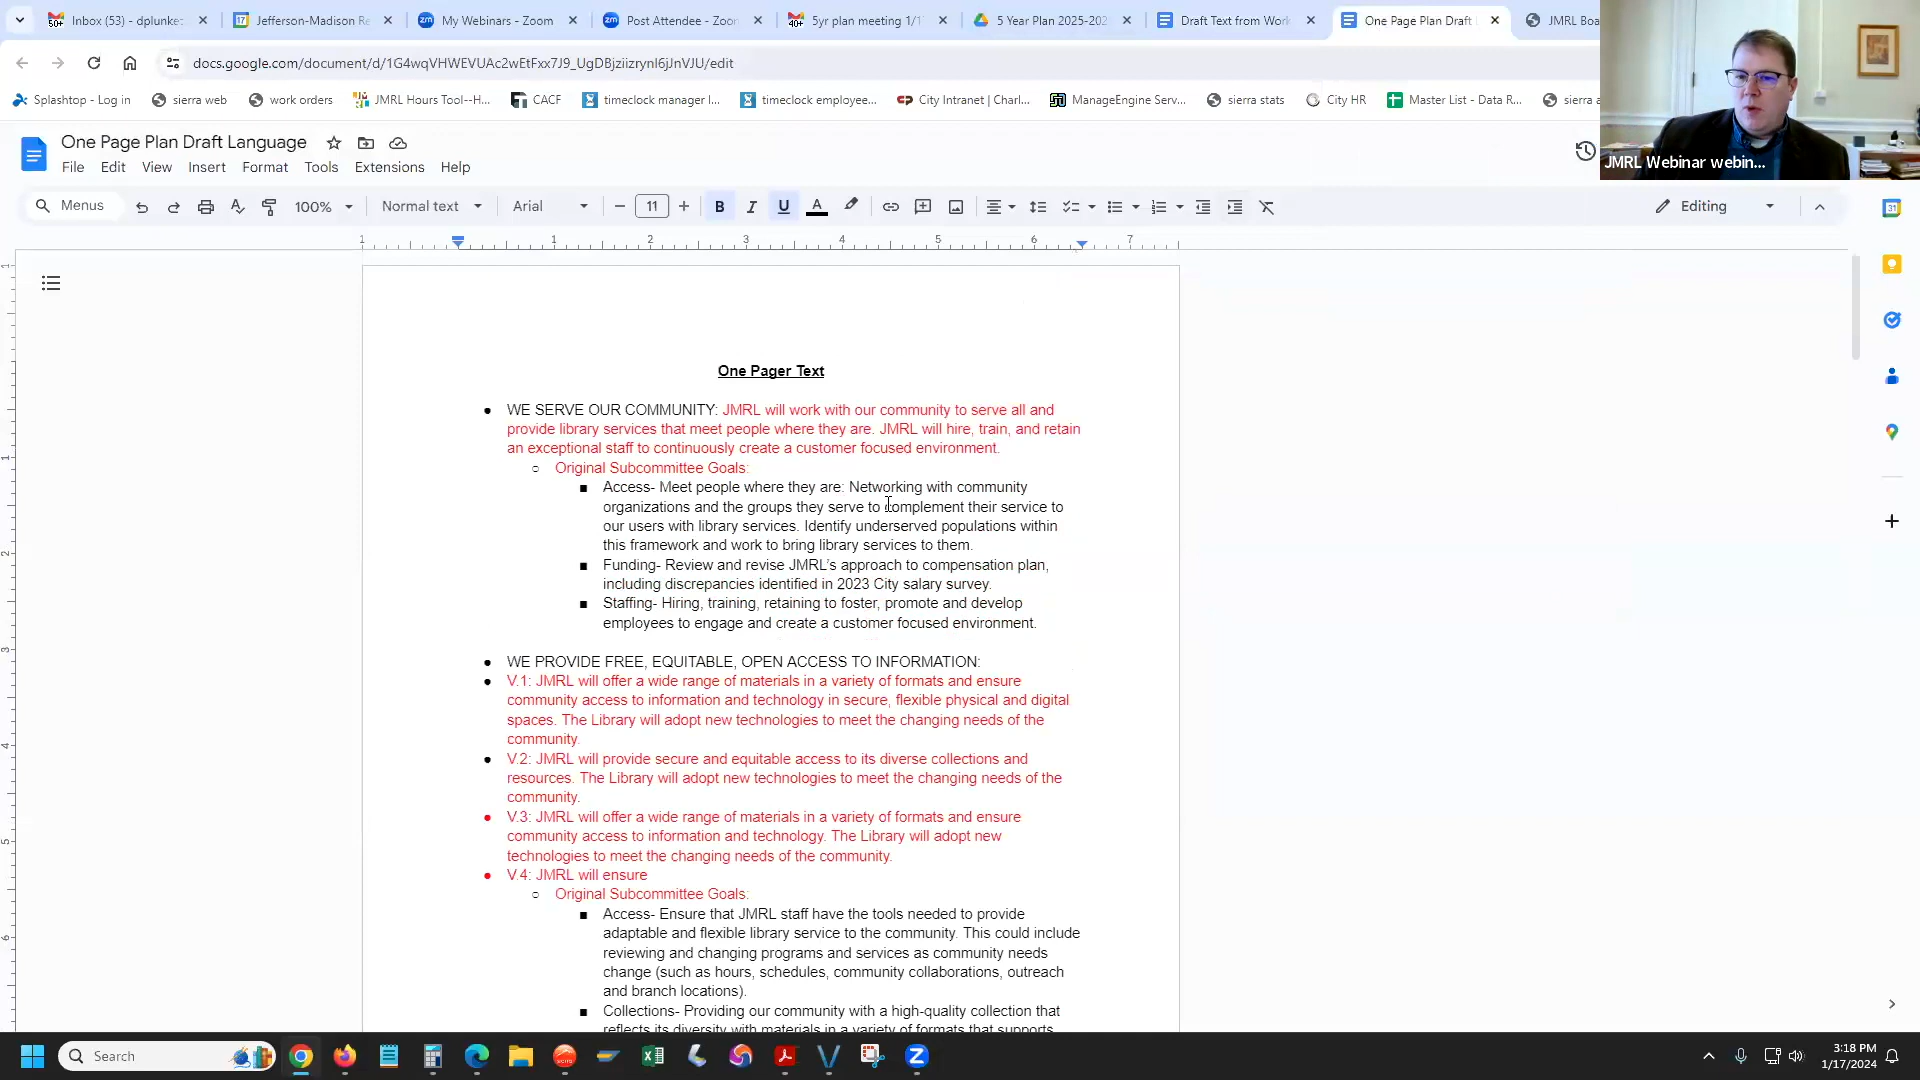 Inbox (53) - dplunke
Jefferson-Madison Re
My Webinars - Zoom
Post Attendee - Zoom
5yr plan meeting 1/1
5 Year Plan 2025-202
Draft Text from Work
One Page Plan Draft L
JMRL Boa
docs.google.com/document/d/1G4wqVHWEVUAc2wEtFxx7J9_UgDBjziizrynI6jJnVJU/edit
Splashtop - Log in
sierra web
work orders
JMRL Hours Tool--H...
CACF
timeclock manager l...
timeclock employee...
City Intranet | Charl...
ManageEngine Serv...
sierra stats
City HR
Master List - Data R...
sierra a
One Page Plan Draft Language
File Edit View Insert Format Tools Extensions Help
JMRL Webinar webin...
Menus 100% Normal text Arial 11 Editing
One Pager Text
WE SERVE OUR COMMUNITY: JMRL will work with our community to serve all and
provide library services that meet people where they are. JMRL will hire, train, and retain
an exceptional staff to continuously create a customer focused environment.
Original Subcommittee Goals:
Access- Meet people where they are: Networking with community
organizations and the groups they serve to complement their service to
our users with library services. Identify underserved populations within
this framework and work to bring library services to them.
Funding- Review and revise JMRL's approach to compensation plan,
including discrepancies identified in 2023 City salary survey.
Staffing- Hiring, training, retaining to foster, promote and develop
employees to engage and create a customer focused environment.
WE PROVIDE FREE, EQUITABLE, OPEN ACCESS TO INFORMATION:
V.1: JMRL will offer a wide range of materials in a variety of formats and ensure
community access to information and technology in secure, flexible physical and digital
spaces. The Library will adopt new technologies to meet the changing needs of the
community.
V.2: JMRL will provide secure and equitable access to its diverse collections and
resources. The Library will adopt new technologies to meet the changing needs of the
community.
V.3: JMRL will offer a wide range of materials in a variety of formats and ensure
community access to information and technology. The Library will adopt new
technologies to meet the changing needs of the community.
V.4: JMRL will ensure
Original Subcommittee Goals:
Access- Ensure that JMRL staff have the tools needed to provide
adaptable and flexible library service to the community. This could include
reviewing and changing programs and services as community needs
change (such as hours, schedules, community collaborations, outreach
and branch locations).
Collections- Providing our community with a high-quality collection that
reflects its diversity with materials in a variety of formats that supports
Search
3:18 PM
1/17/2024